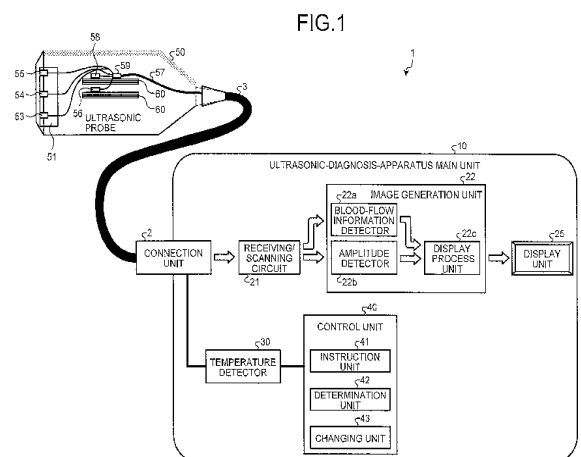 FIG.1
58
50
1
55
59
57
3
54
60
56
60
53
ULTRASONIC
PROBE
51
10
ULTRASONIC-DIAGNOSIS-APPARATUS MAIN UNIT
22
22a
IMAGE GENERATION UNIT
BLOOD-FLOW
INFORMATION
DETECTOR
2
22c
25
CONNECTION
UNIT
RECEIVING/
SCANNING
CIRCUIT
AMPLITUDE
DETECTOR
DISPLAY
PROCESS
UNIT
DISPLAY
UNIT
21
22b
40
CONTROL UNIT
30
41
TEMPERATURE
DETECTOR
INSTRUCTION
UNIT
42
DETERMINATION
UNIT
43
CHANGING UNIT